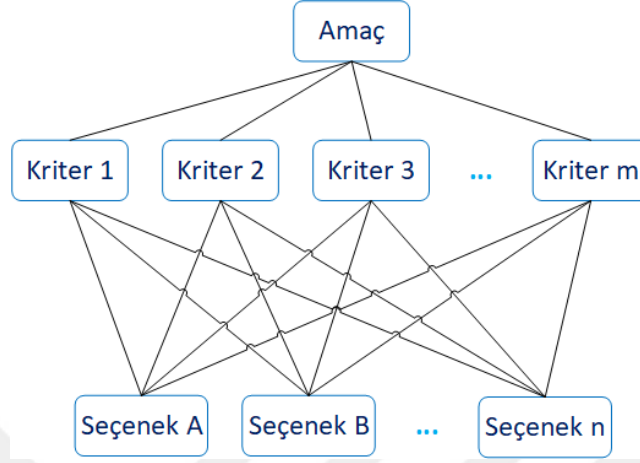 Amaç
Kriter 1 Kriter 2 Kriter 3 ... Kriter m
Seçenek A Seçenek B ... Seçenek n